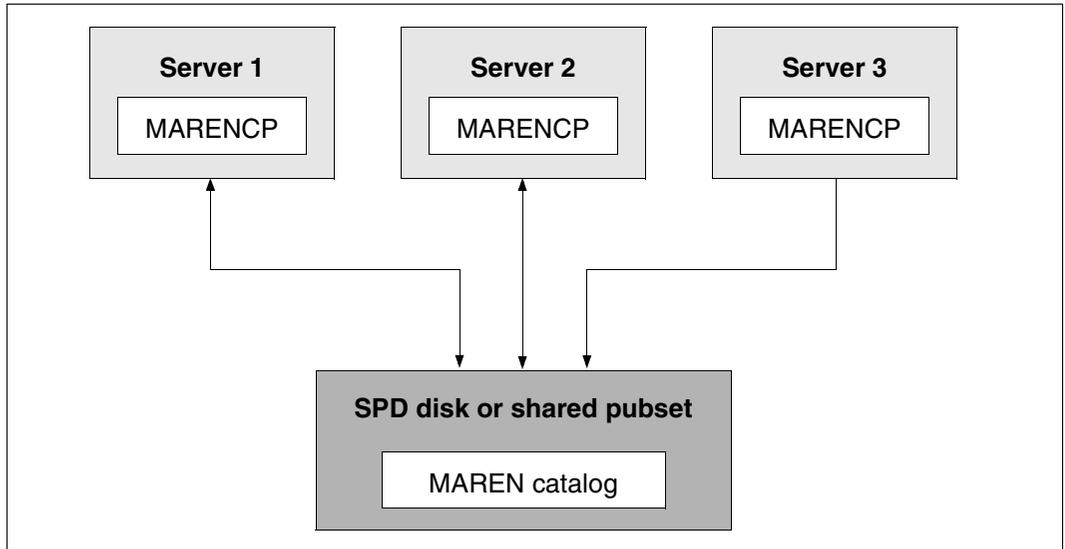 Server 1
MARENCP
Server 2
MARENCP
Server 3
MARENCP
SPD disk or shared pubset
MAREN catalog